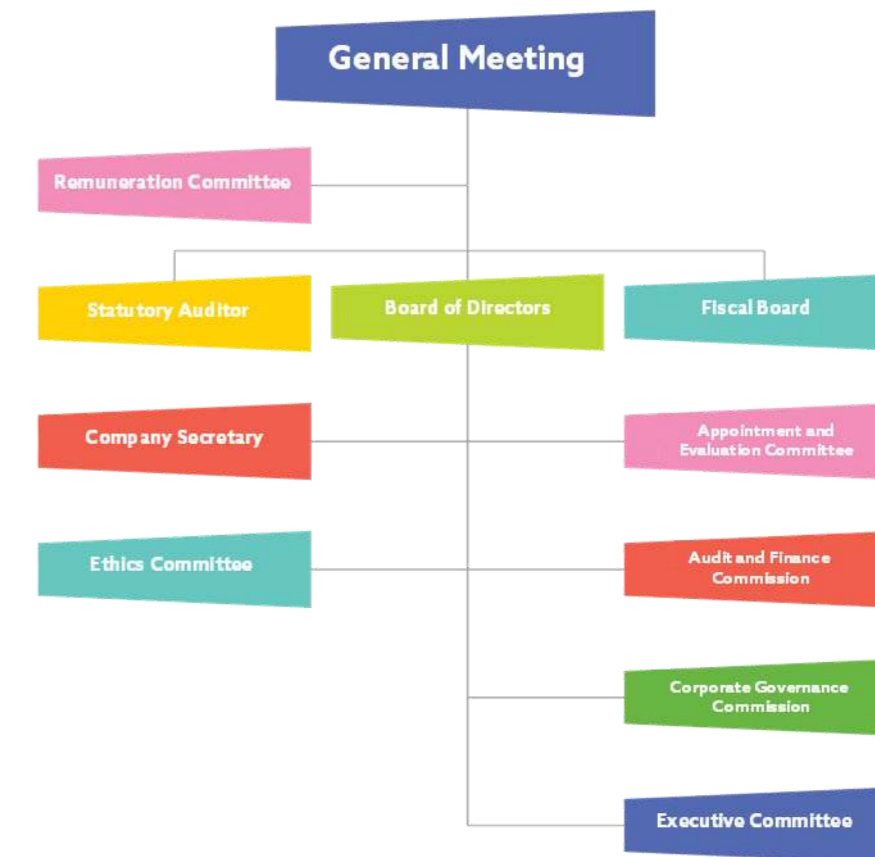 General Meeting
Remuneration Committee
Statutory Auditor
Board of Directors
Fiscal Board
Company Secretary
Appointment and
Evaluation Committee
Ethics Committee
Audit and Finance
Commission
Corporate Governance
Commission
Executive Committee